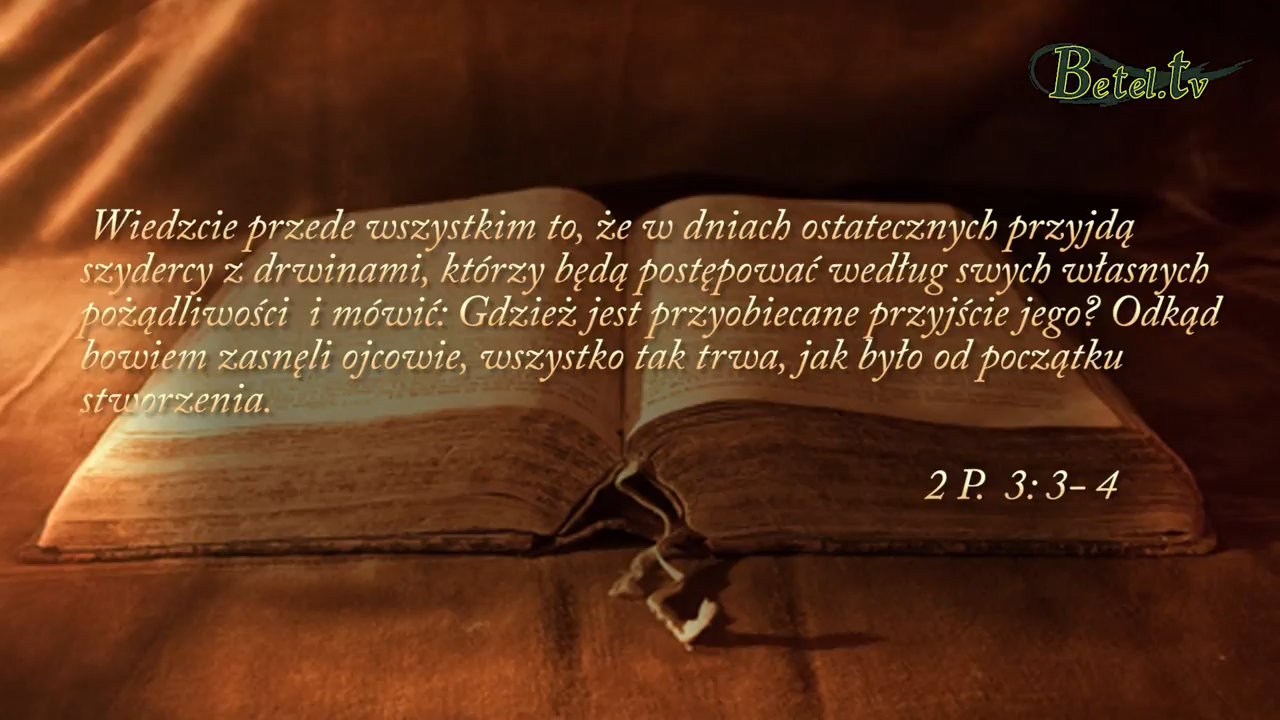 Betel.tv
Wiedzcie przede wszystkim to, że w dniach ostatecznych przyjdą
szydercy z drwinami, którzy będą postępować według swych własnych
pożądliwości  i mówić: Gdzież jest przyobiecane przyjście jego? Odkąd
bowiem zasnęli ojcowie, wszystko tak trwa, jak było od początku
stworzenia.
2 P.  3: 3- 4